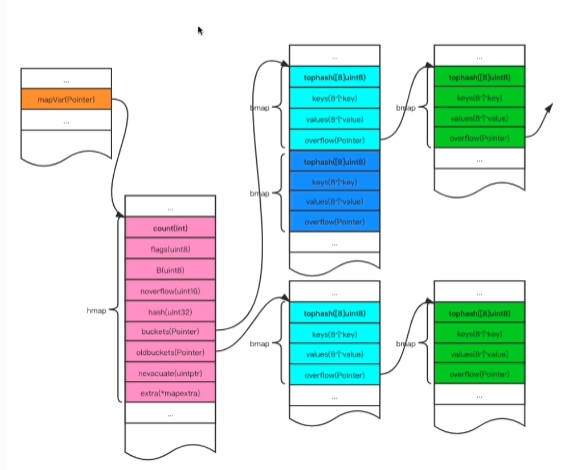 ...
mapVar(Pointer)
...
hmap
...
count(int)
flags(uint8)
B(uint8)
noverflow(uint16)
hash(uint32)
buckets(Pointer)
oldbuckets(Pointer)
nevacuate(uintptr)
extra(*mapextra)
...
...
bmap
tophash([8]uint8)
keys(8个key)
values(8个value)
overflow(Pointer)
bmap
tophash([8]uint8)
keys(8个key)
values(8个value)
overflow(Pointer)
...
...
bmap
tophash([8]uint8)
keys(8个key)
values(8个value)
overflow(Pointer)
...
...
bmap
tophash([8]uint8)
keys(8个key)
values(8个value)
overflow(Pointer)
...
...
bmap
tophash([8]uint8)
keys(8个key)
values(8个value)
overflow(Pointer)
...